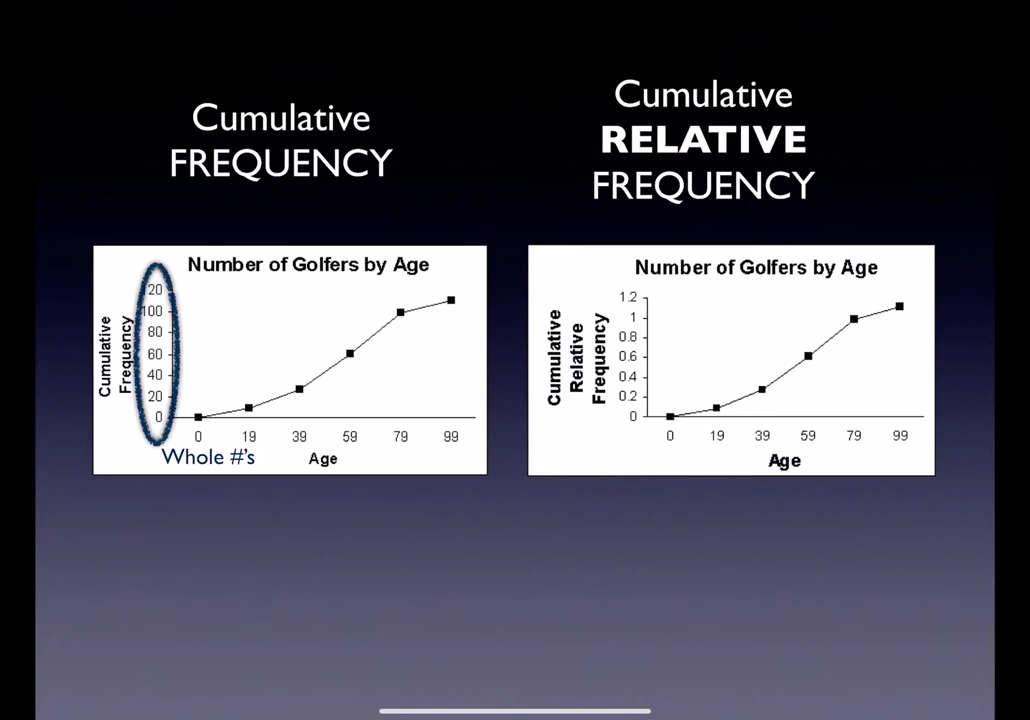 Cumulative
FREQUENCY
Cumulative
RELATIVE
FREQUENCY
Number of Golfers by Age
Cumulative
Frequency
20
100
80
60
40
20
0
0 19 39 59 79 99
Whole #'s
Age
Number of Golfers by Age
Cumulative
Relative
Frequency
1.2
1
0.8
0.6
0.4
0.2
0
0 19 39 59 79 99
Age